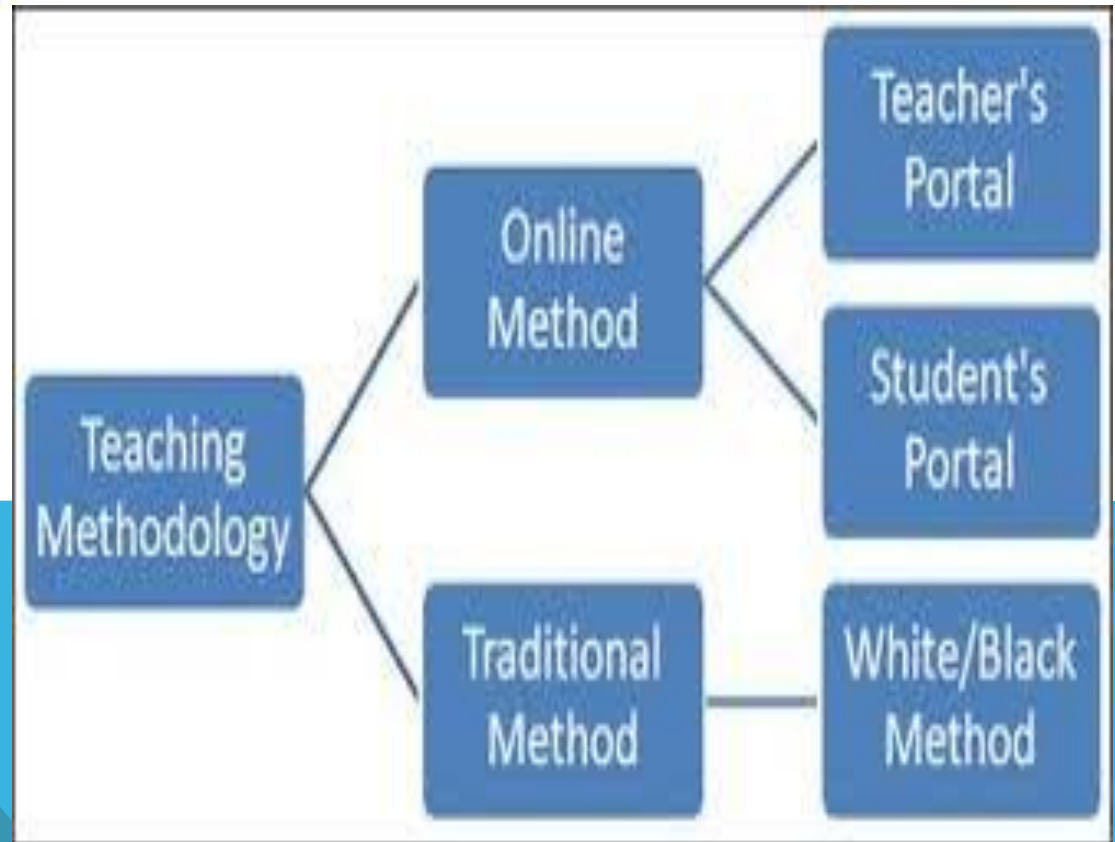 Teaching
Methodology
Online
Method
Traditional
Method
Teacher's
Portal
Student's
Portal
White/Black
Method